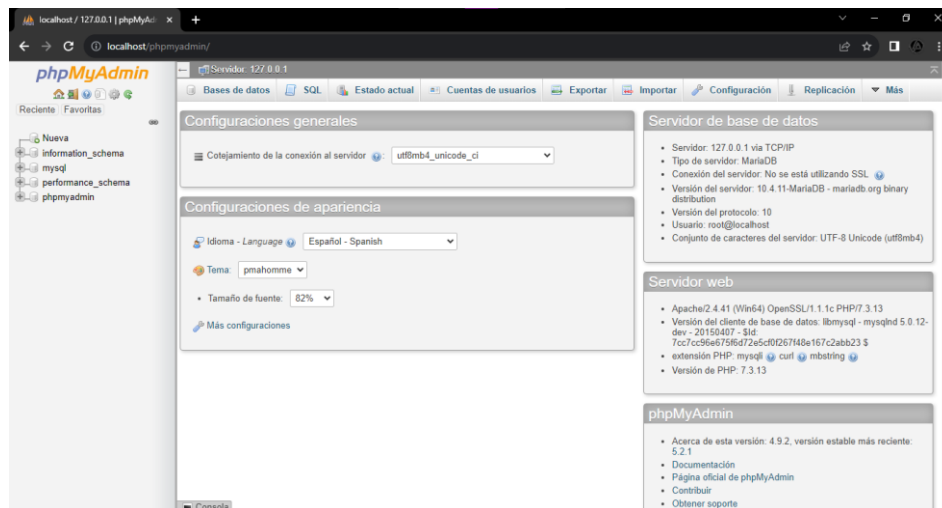 localhost / 127.0.0.1 | phpMyAd
localhost/phpmyadmin/
phpMyAdmin
Reciente Favoritas
Nueva
information_schema
mysql
performance_schema
phpmyadmin
Servidor: 127.0.0.1
Bases de datos SQL Estado actual Cuentas de usuarios Exportar Importar Configuración Replicación Más
Configuraciones generales
Cotejamiento de la conexión al servidor : utf8mb4_unicode_ci
Configuraciones de apariencia
Idioma - Language Español - Spanish
Tema: pmahomme
Tamaño de fuente: 82%
Más configuraciones
Servidor de base de datos
Servidor: 127.0.0.1 via TCP/IP
Tipo de servidor: MariaDB
Conexión del servidor: No se está utilizando SSL
Versión del servidor: 10.4.11-MariaDB - mariadb.org binary
distribution
Versión del protocolo: 10
Usuario: root@localhost
Conjunto de caracteres del servidor: UTF-8 Unicode (utf8mb4)
Servidor web
Apache/2.4.41 (Win64) OpenSSL/1.1.1c PHP/7.3.13
Versión del cliente de base de datos: libmysql - mysqlnd 5.0.12-
dev - 20150407 - $Id:
7cc7cc96e675f6d72e5cf0f267f48e167c2abb23 $
extensión PHP: mysqli curl mbstring
Versión de PHP: 7.3.13
phpMyAdmin
Acerca de esta versión: 4.9.2, versión estable más reciente:
5.2.1
Documentación
Página oficial de phpMyAdmin
Contribuir
Obtener soporte
Consola